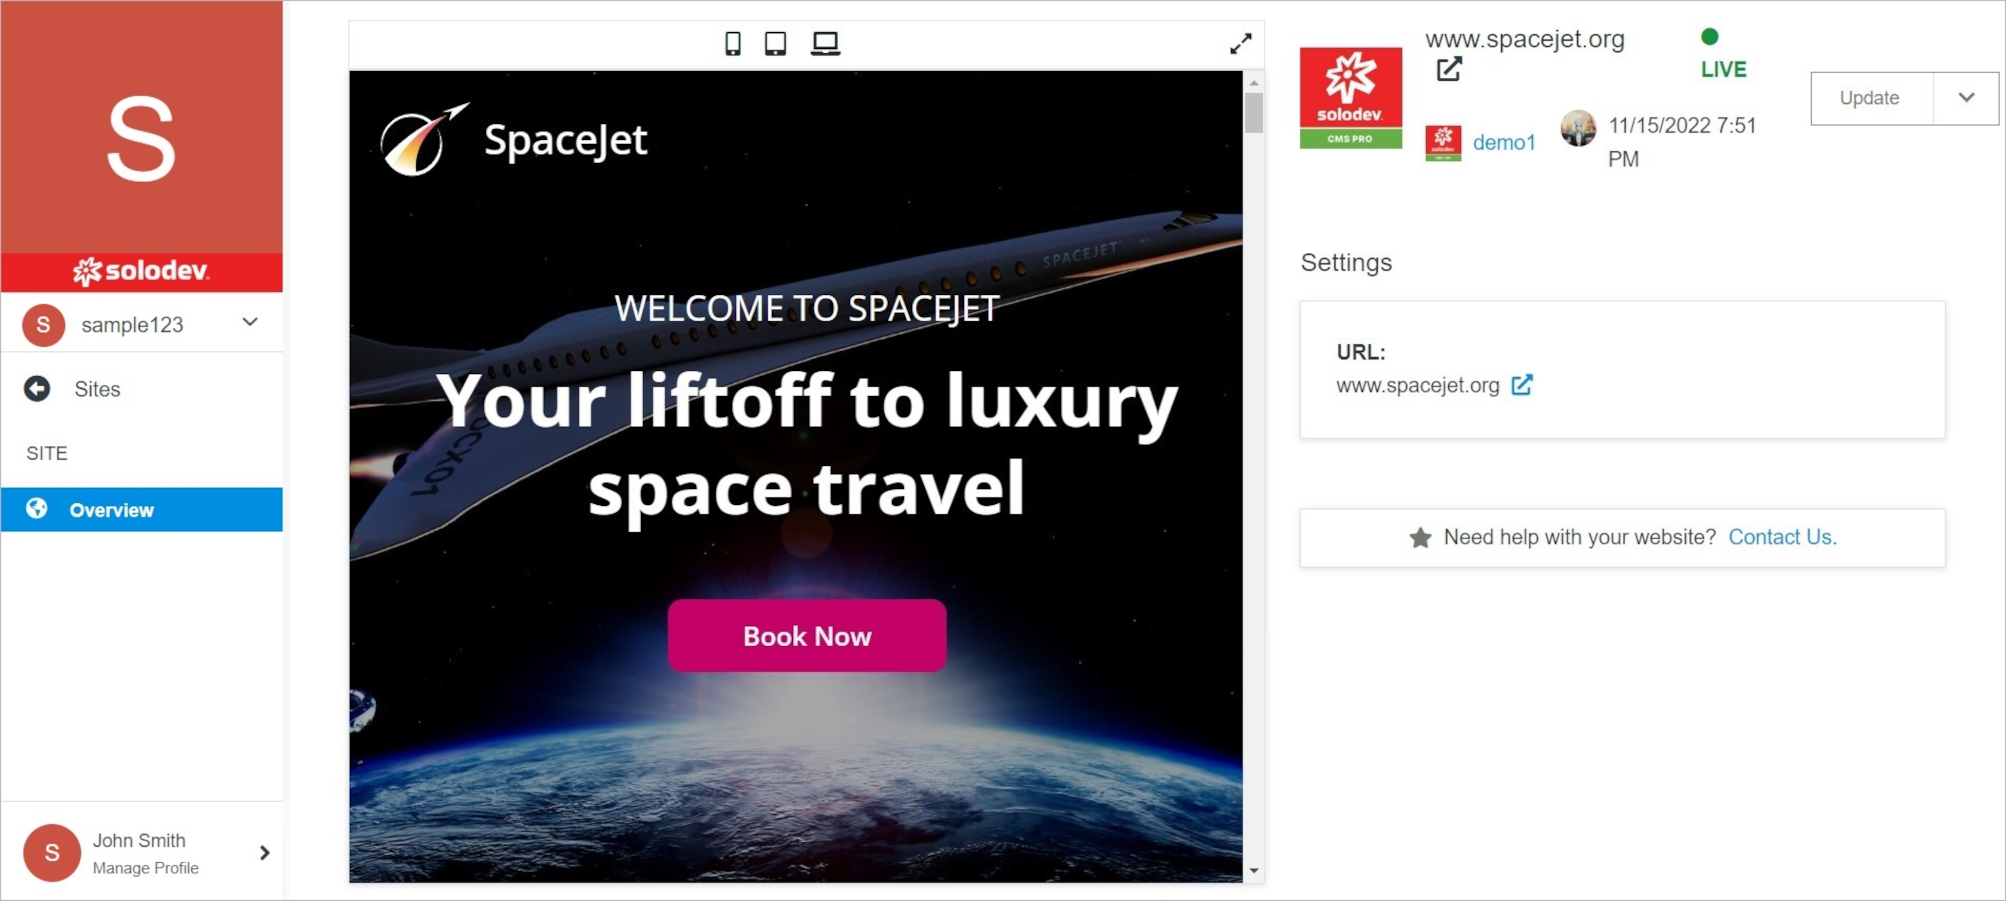 S
solodev
S sample123
Sites
SITE
Overview
S
John Smith
Manage Profile
SpaceJet
SPACEJET
WELCOME TO SPACEJET
Your liftoff to luxury
space travel
OCX01
Book Now
solodev
CMS PRO
www.spacejet.org
LIVE
demo1
11/15/2022 7:51
PM
Update
Settings
URL:
www.spacejet.org
Need help with your website? Contact Us.